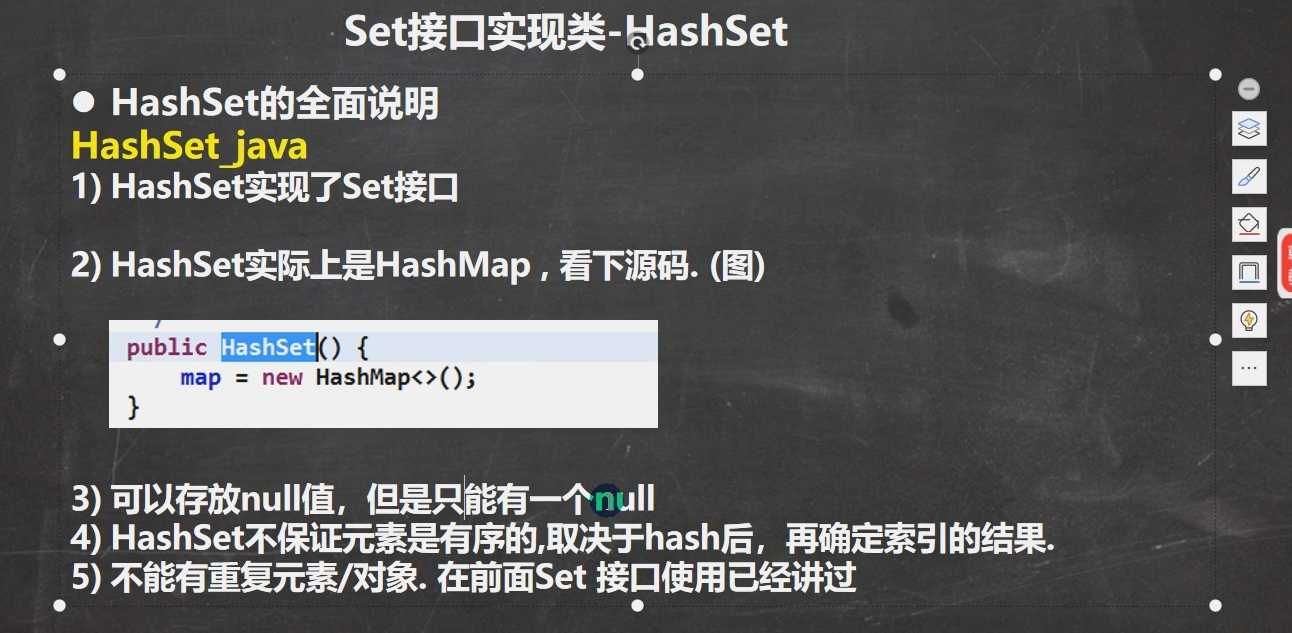 Set接口实现类-HashSet
● HashSet的全面说明
HashSet_java
1) HashSet实现了Set接口
2) HashSet实际上是HashMap , 看下源码. (图)
public HashSet() {
map = new HashMap<>();
}
3) 可以存放null值，但是只能有一个null
4) HashSet不保证元素是有序的,取决于hash后，再确定索引的结果.
5) 不能有重复元素/对象. 在前面Set 接口使用已经讲过